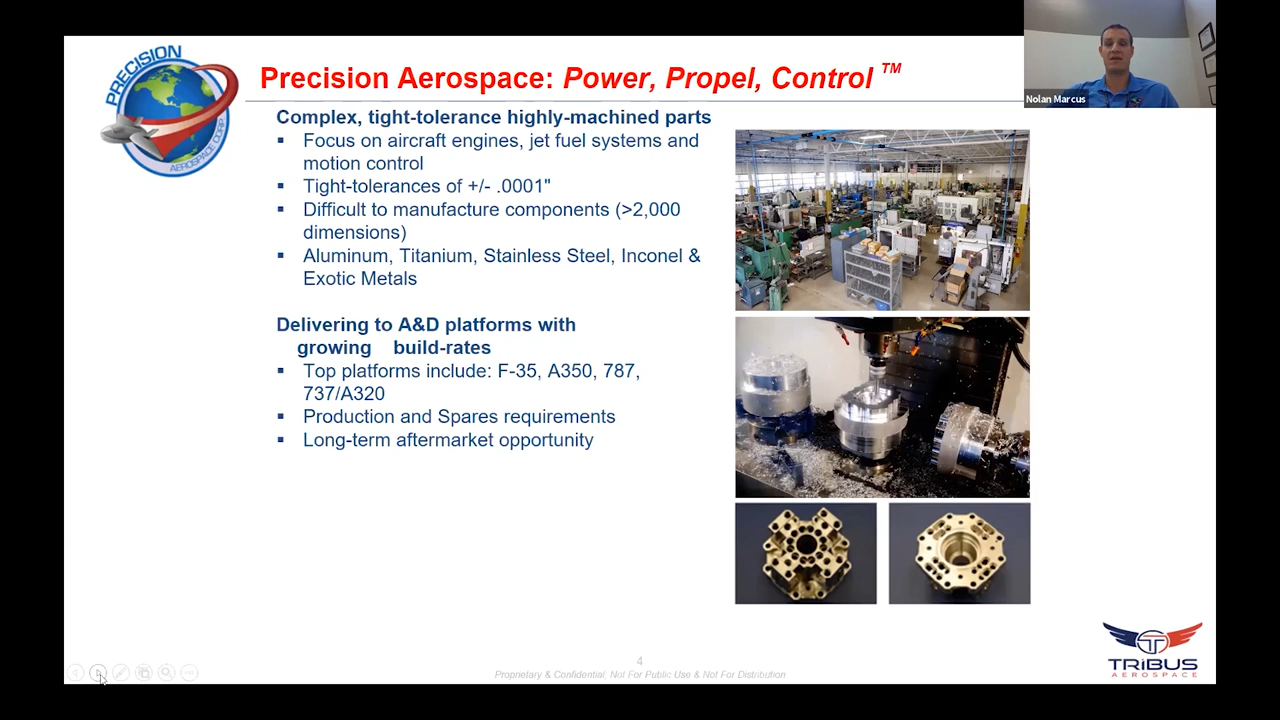 PRECISION
AEROSPACE CORP.
Precision Aerospace: Power, Propel, Control TM
Nolan Marcus
Complex, tight-tolerance highly-machined parts
▪ Focus on aircraft engines, jet fuel systems and
motion control
▪ Tight-tolerances of +/- .0001"
▪ Difficult to manufacture components (>2,000
dimensions)
▪ Aluminum, Titanium, Stainless Steel, Inconel &
Exotic Metals
Delivering to A&D platforms with
growing build-rates
▪ Top platforms include: F-35, A350, 787,
737/A320
▪ Production and Spares requirements
▪ Long-term aftermarket opportunity
4
Proprietary & Confidential; Not For Public Use & Not For Distribution
TRIBUS
AEROSPACE